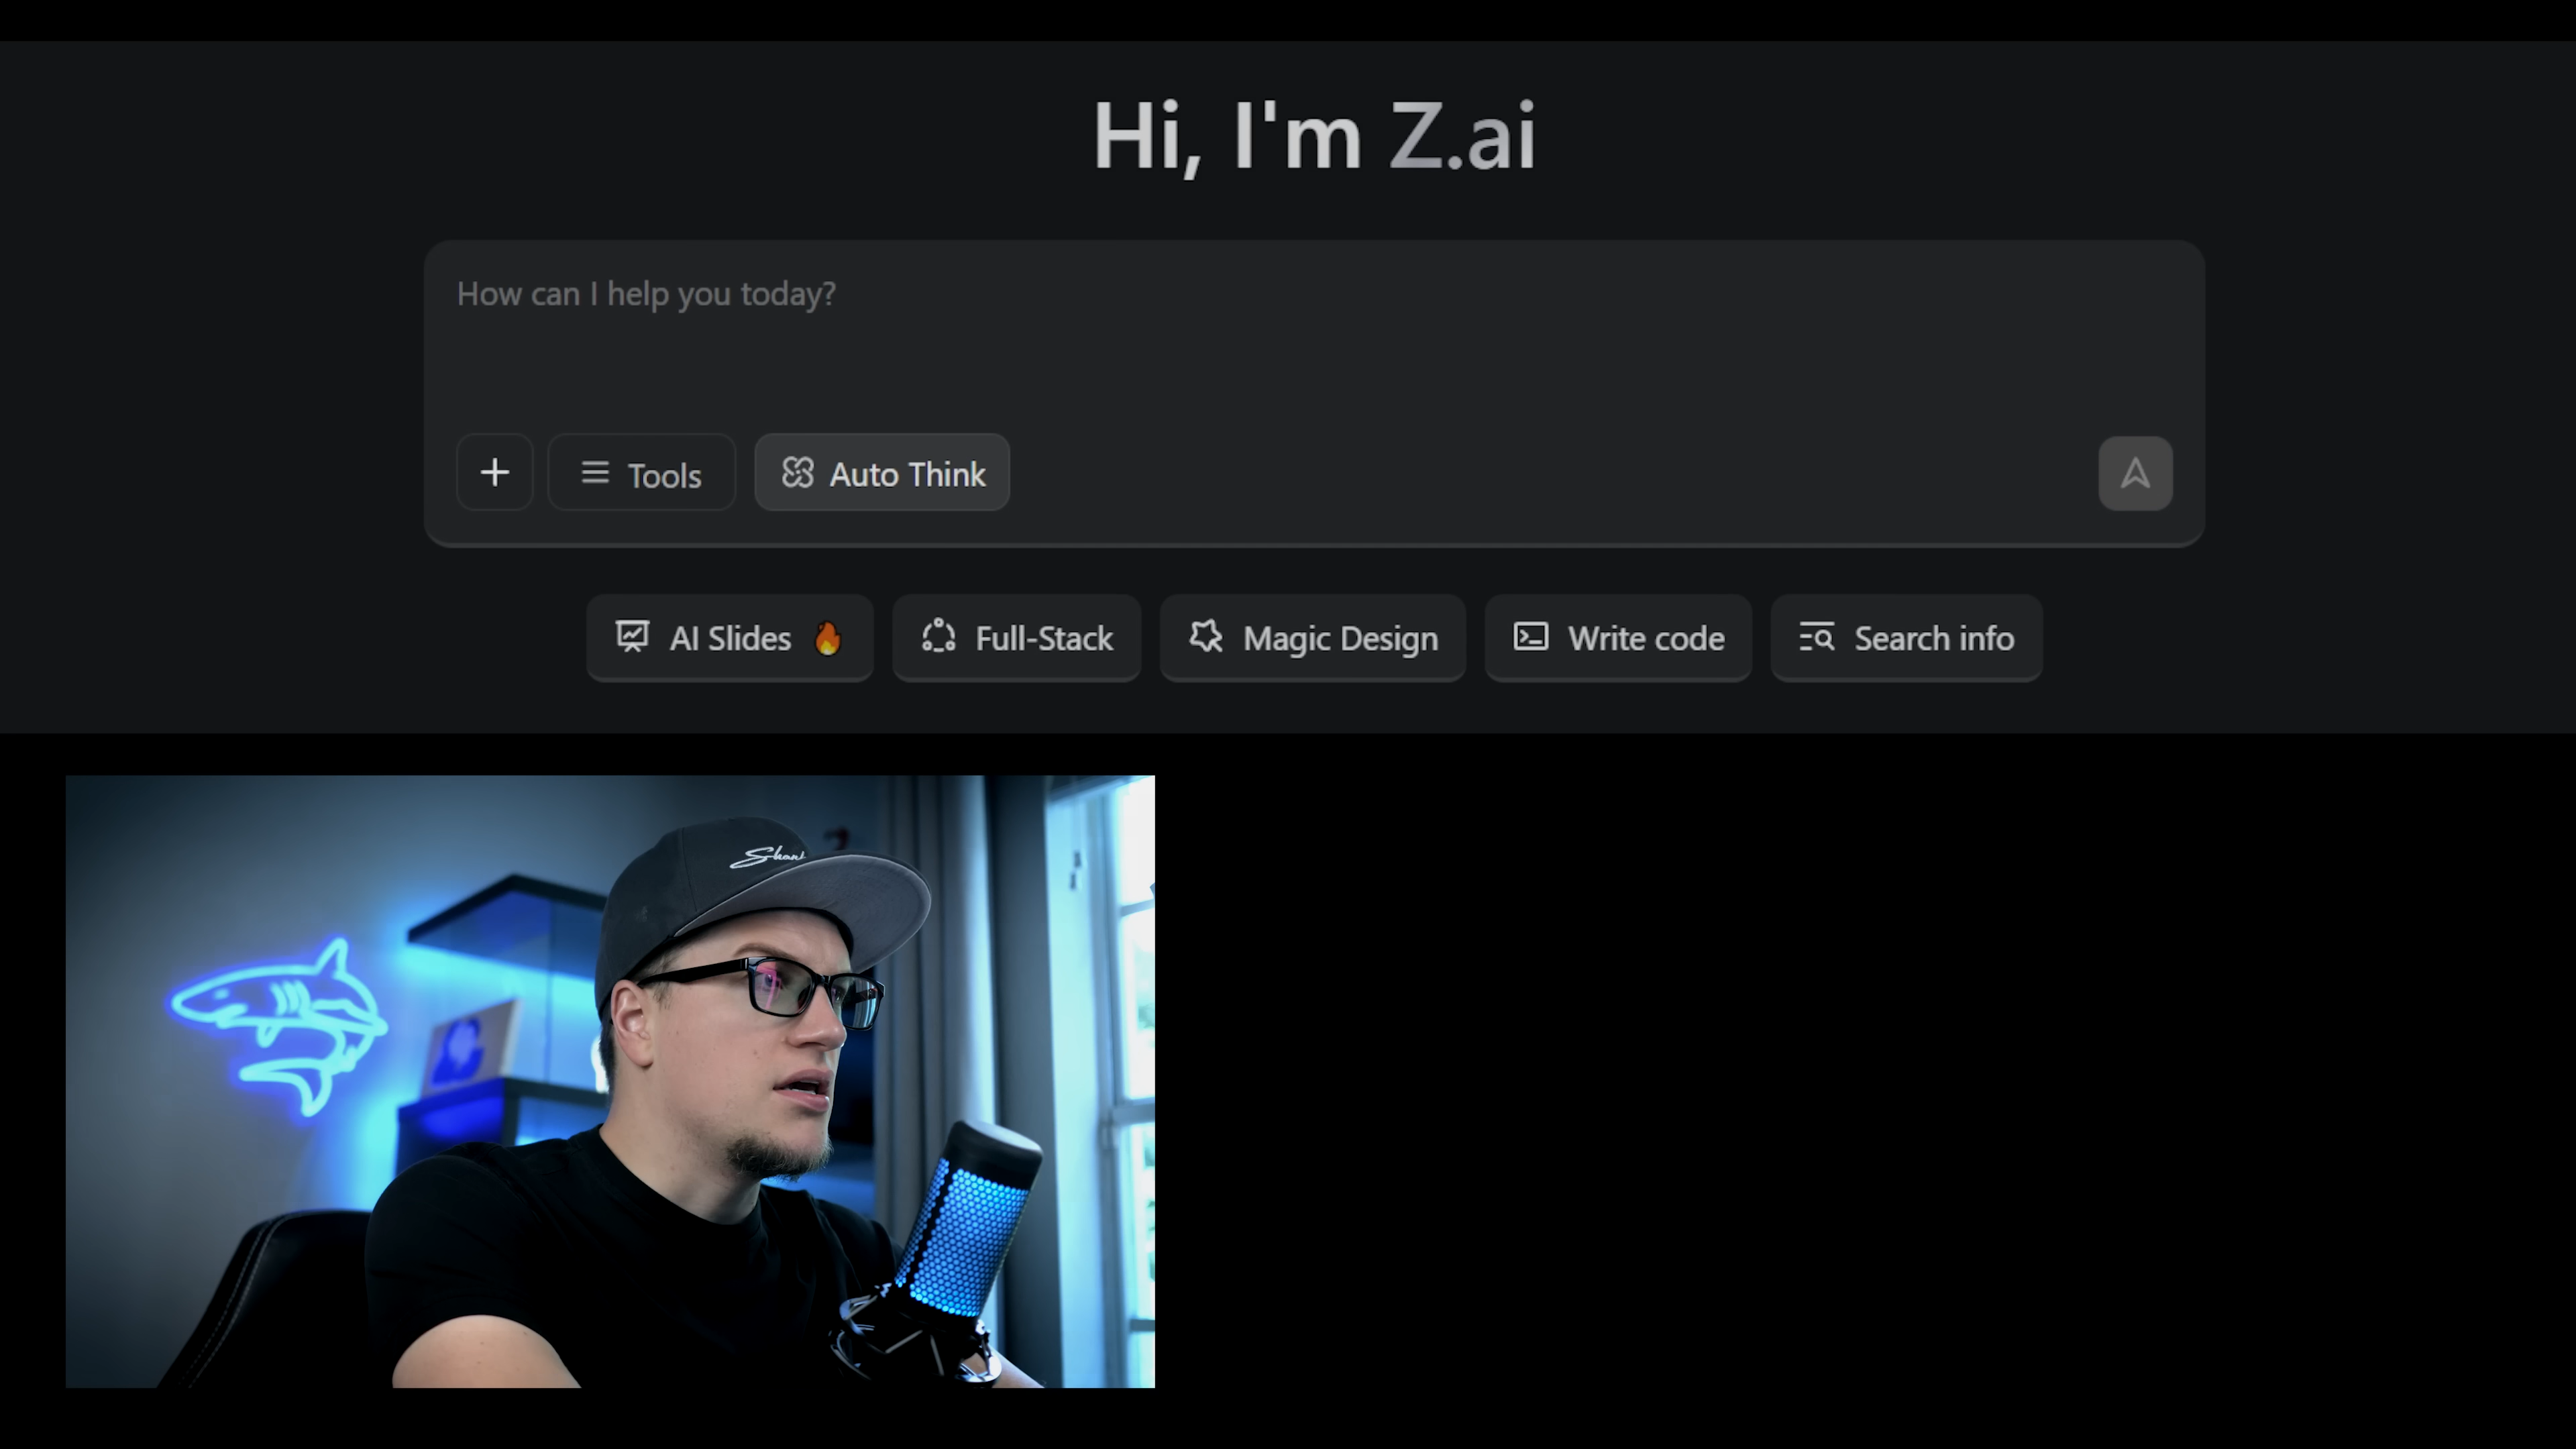 Hi, I'm Z.ai
How can I help you today?
Tools
Auto Think
AI Slides
Full-Stack
Magic Design
Write code
Search info